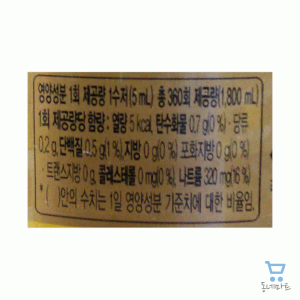 영양성분 1회 제공량 1수저(5 mL) 총 360회 제공량(1,800 mL)
1회 제공량당 함량 : 열량 5 kcal, 탄수화물 0.7 g(0 %) · 당류
0.2 g, 단백질 0.5 g(1 %), 지방 0 g(0 %) · 포화지방 0 g(0 %)
· 트랜스지방 0 g, 콜레스테롤 0 mg(0 %), 나트륨 320 mg(16 %)
* ( )안의 수치는 1일 영양성분 기준치에 대한 비율임.